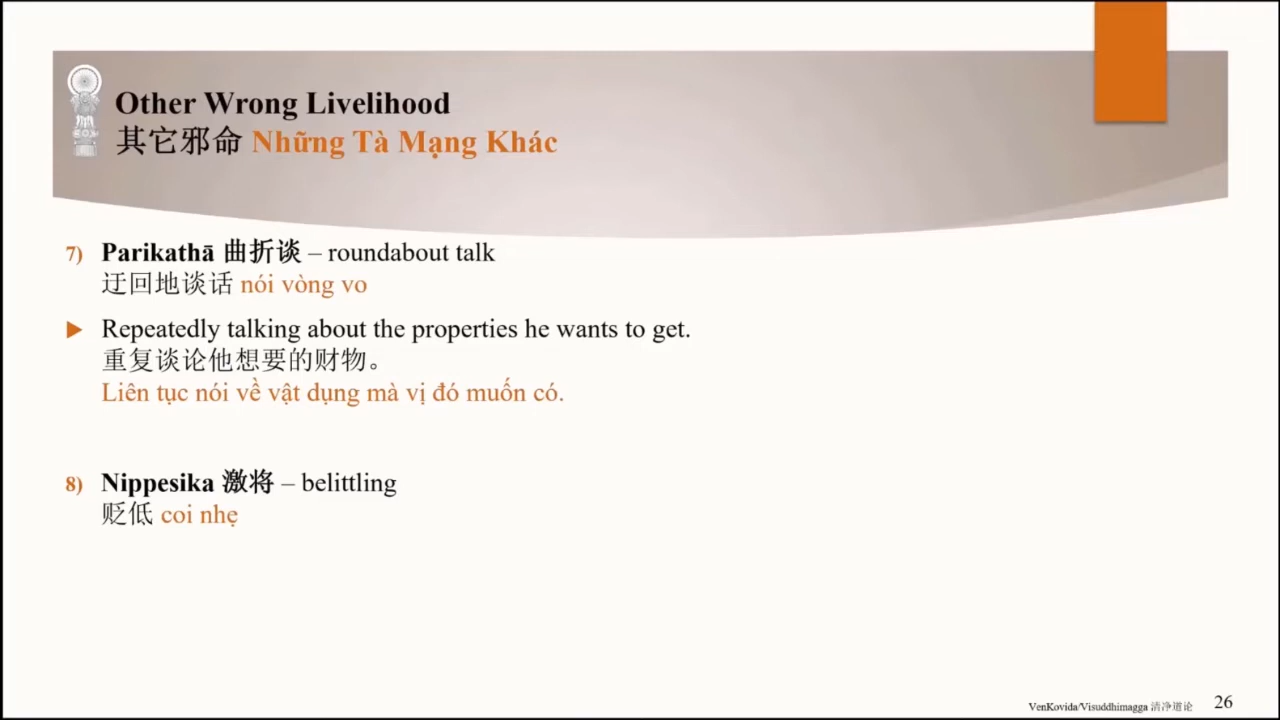 Other Wrong Livelihood
其它邪命 Những Tà Mạng Khác
7) Parikathā 曲折谈 – roundabout talk
迂回地谈话 nói vòng vo
Repeatedly talking about the properties he wants to get.
重复谈论他想要的财物。
Liên tục nói về vật dụng mà vị đó muốn có.
8) Nippesika 激将 – belittling
贬低 coi nhẹ
VenKovida/Visuddhimagga 清净道论 26